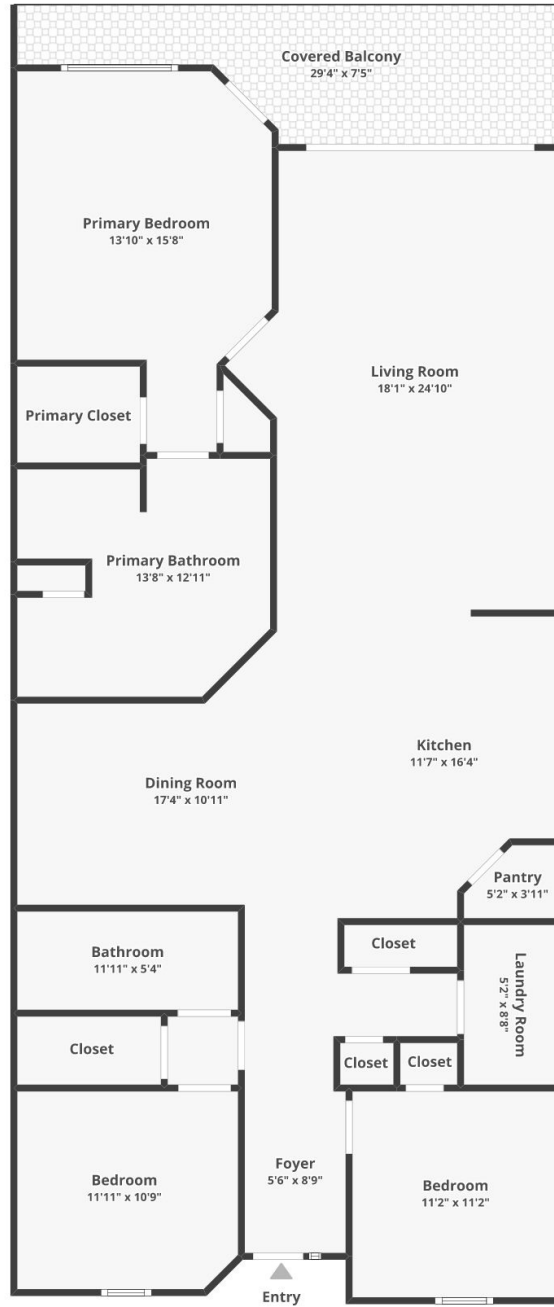 Covered Balcony
29'4" x 7'5"
Primary Bedroom
13'10" x 15'8"
Living Room
18'1" x 24'10"
Primary Closet
Primary Bathroom
13'8" x 12'11"
Kitchen
11'7" x 16'4"
Dining Room
17'4" x 10'11"
Pantry
5'2" x 3'11"
Bathroom
11'11" x 5'4"
Closet
Laundry Room
5'2" x 8'8"
Closet
Closet
Closet
Foyer
5'6" x 8'9"
Bedroom
11'11" x 10'9"
Bedroom
11'2" x 11'2"
Entry